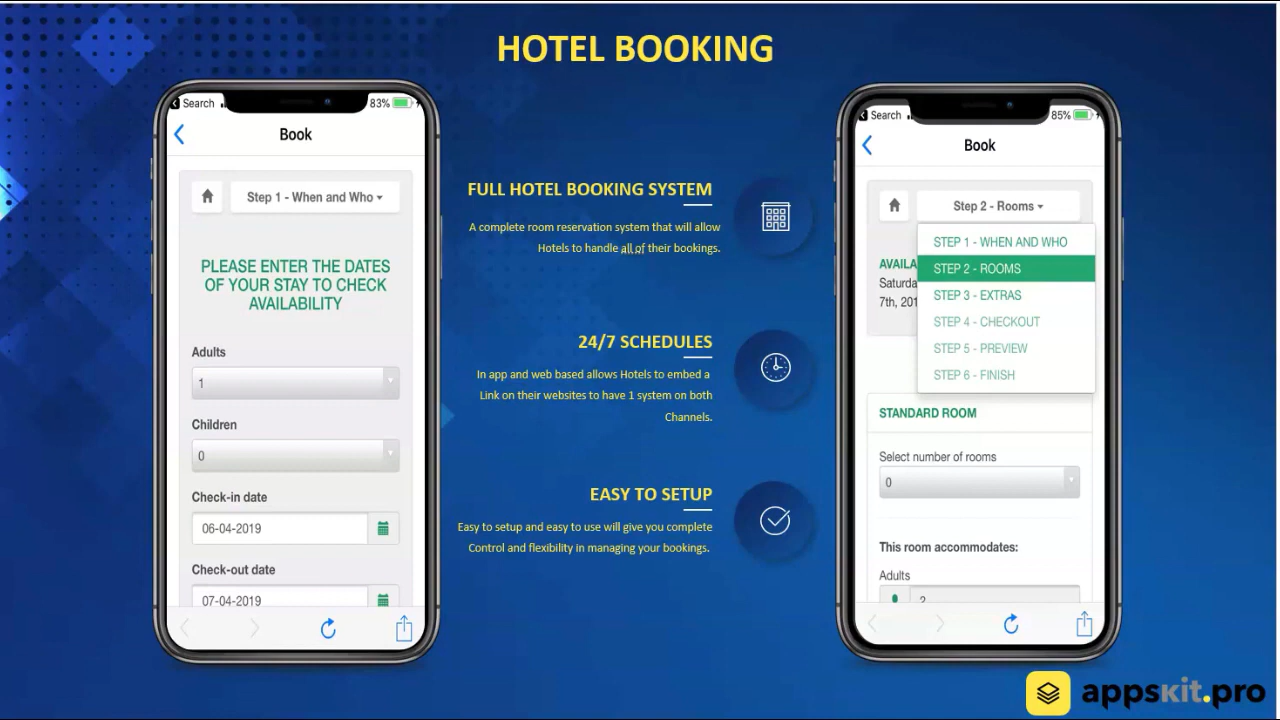 HOTEL BOOKING
Search
83%
Book
Step 1 - When and Who
PLEASE ENTER THE DATES
OF YOUR STAY TO CHECK
AVAILABILITY
Adults
1
Children
0
Check-in date
06-04-2019
Check-out date
07-04-2019
FULL HOTEL BOOKING SYSTEM
A complete room reservation system that will allow
Hotels to handle all of their bookings.
24/7 SCHEDULES
In app and web based allows Hotels to embed a
Link on their websites to have 1 system on both
Channels.
EASY TO SETUP
Easy to setup and easy to use will give you complete
Control and flexibility in managing your bookings.
Search
85%
Book
Step 2 - Rooms
STEP 1 - WHEN AND WHO
STEP 2 - ROOMS
STEP 3 - EXTRAS
STEP 4 - CHECKOUT
STEP 5 - PREVIEW
STEP 6 - FINISH
AVAILA
Saturda
7th, 201
STANDARD ROOM
Select number of rooms
0
This room accommodates:
Adults
2
appskit.pro